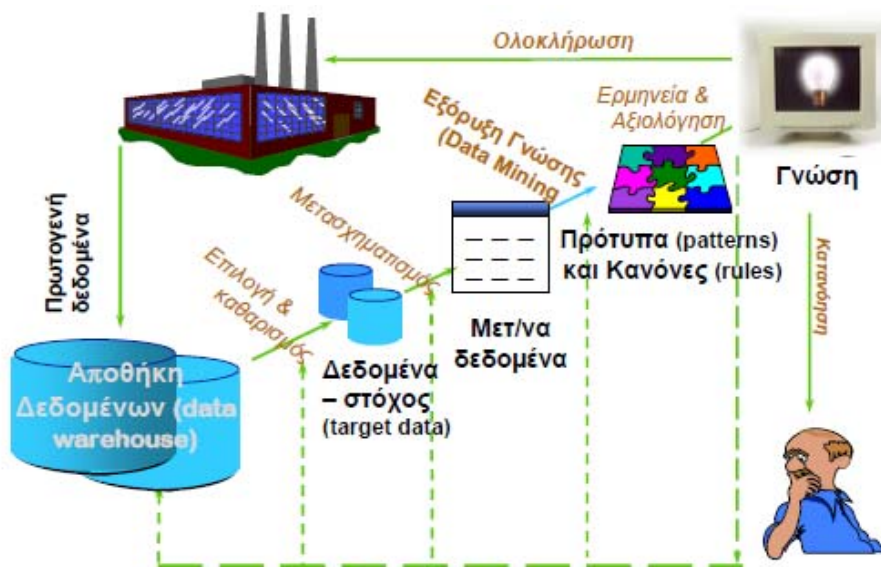 Ολοκλήρωση
Ερμηνεία &
Αξιολόγηση
Εξόρυξη Γνώσης
(Data Mining
Γνώση
Μετασχηματισμός
Πρωτογενή
δεδομένα
Επιλογή &
καθαρισμός
Πρότυπα (patterns)
και Κανόνες (rules)
Κατανόηση
Μετ/να
δεδομένα
Δεδομένα
– στόχος
(target data)
Αποθήκη
Δεδομένων (data
warehouse)